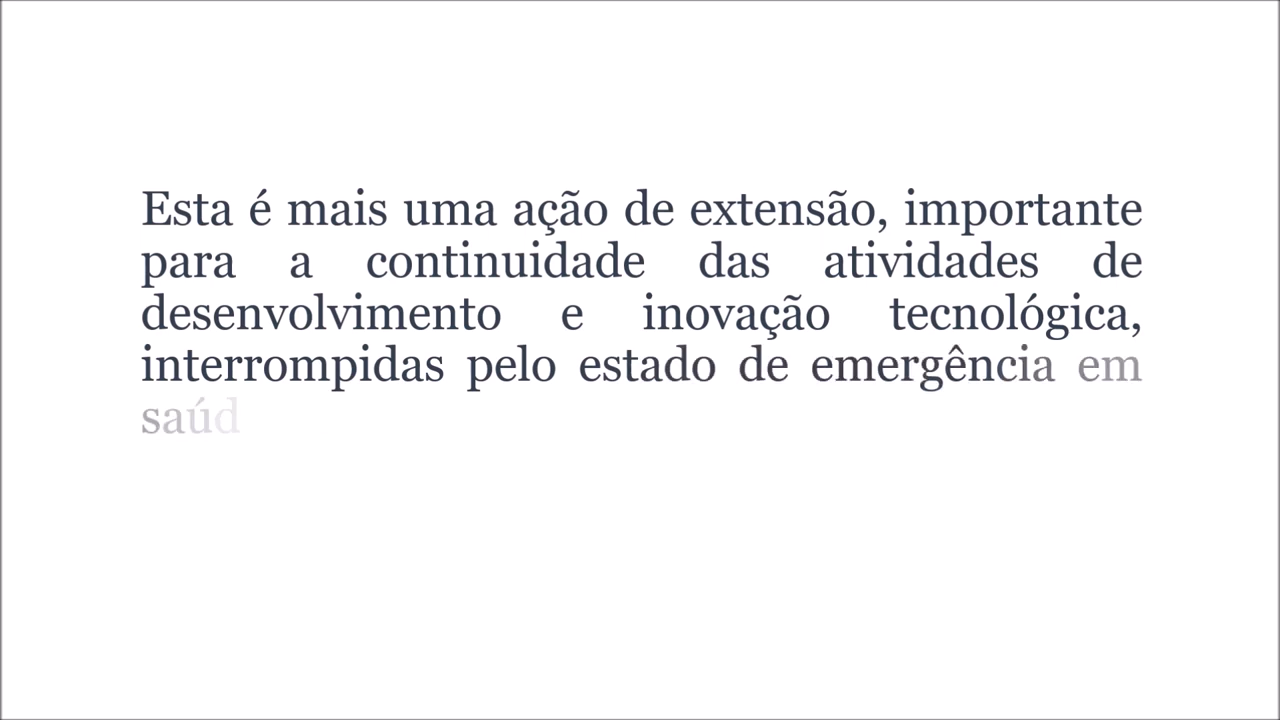 Esta é mais uma ação de extensão, importante
para a continuidade das atividades de
desenvolvimento e inovação tecnológica,
interrompidas pelo estado de emergência em
saúd